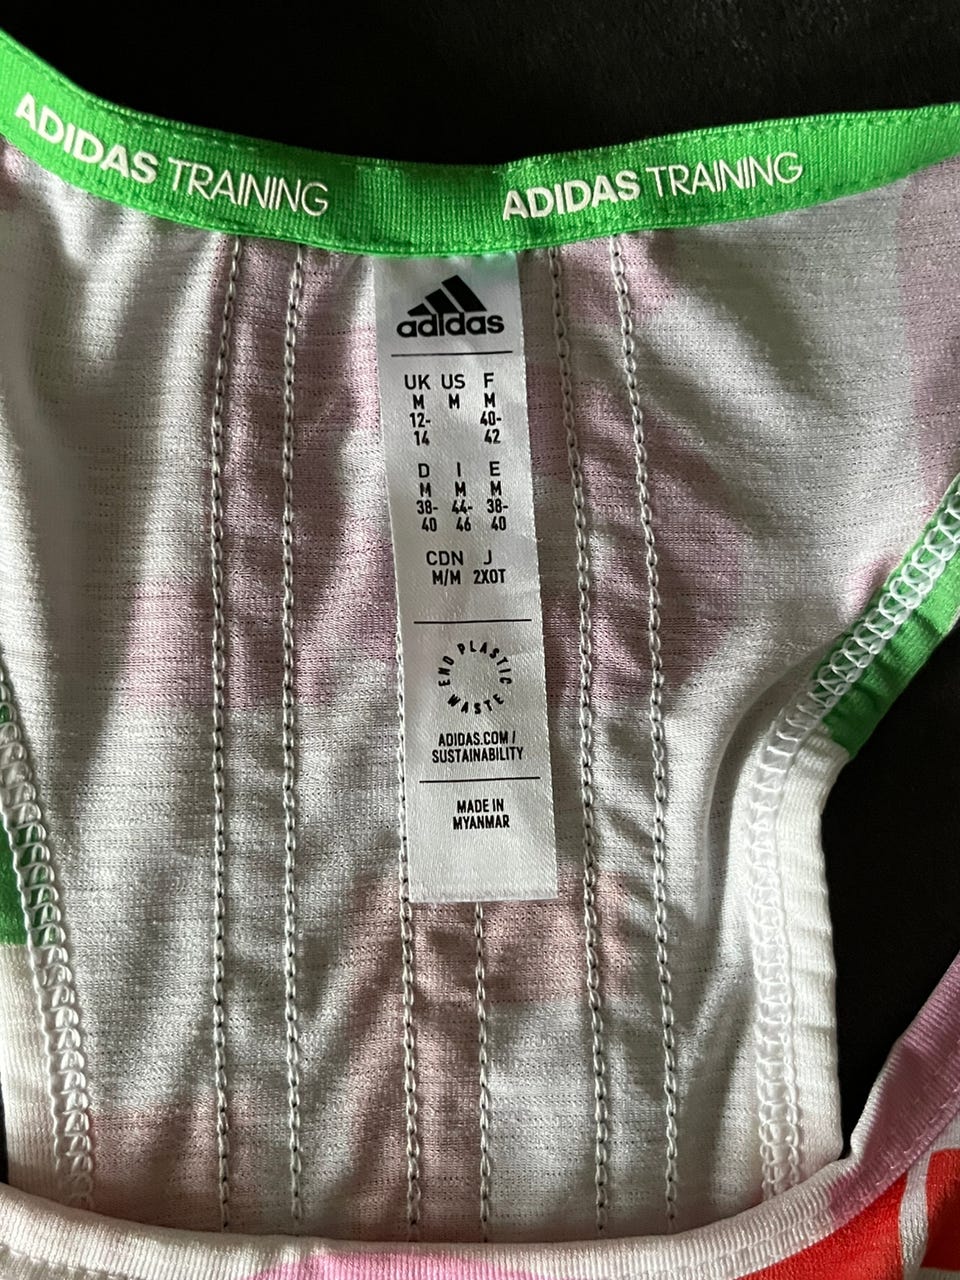 ADIDAS TRAINING ADIDAS TRAINING
adidas
UK US F
M M M
12- 40-
14 42
D I E
M M M
38- 44- 38-
40 46 40
CDN J
M/M 2XOT
END PLASTIC WASTE
ADIDAS.COM /
SUSTAINABILITY
MADE IN
MYANMAR